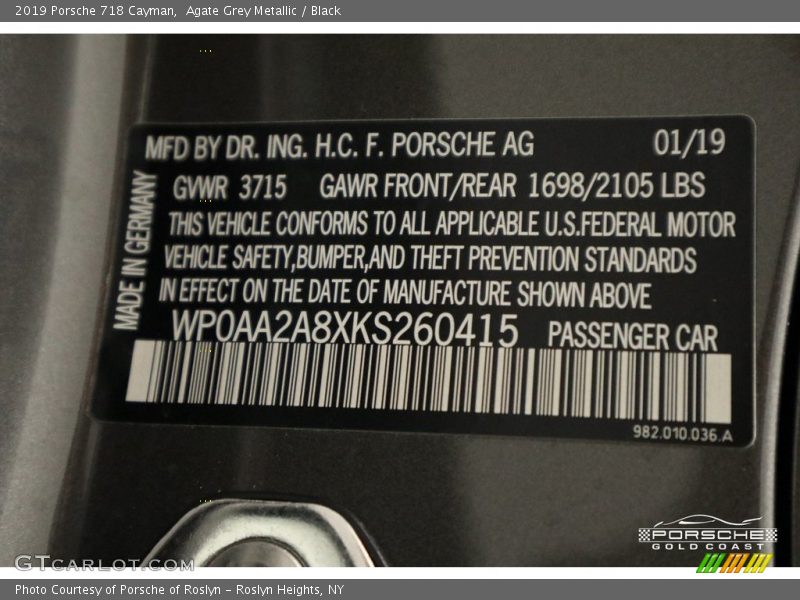 2019 Porsche 718 Cayman,  Agate Grey Metallic / Black
MFD BY DR. ING. H.C. F. PORSCHE AG 01/19
GVWR 3715 GAWR FRONT/REAR 1698/2105 LBS
THIS VEHICLE CONFORMS TO ALL APPLICABLE U.S.FEDERAL MOTOR
VEHICLE SAFETY,BUMPER,AND THEFT PREVENTION STANDARDS
IN EFFECT ON THE DATE OF MANUFACTURE SHOWN ABOVE
MADE IN GERMANY
WP0AA2A8XKS260415 PASSENGER CAR
982.010.036.A
PORSCHE
GOLD COAST
GTCARLOT.COM
Photo Courtesy of Porsche of Roslyn – Roslyn Heights, NY